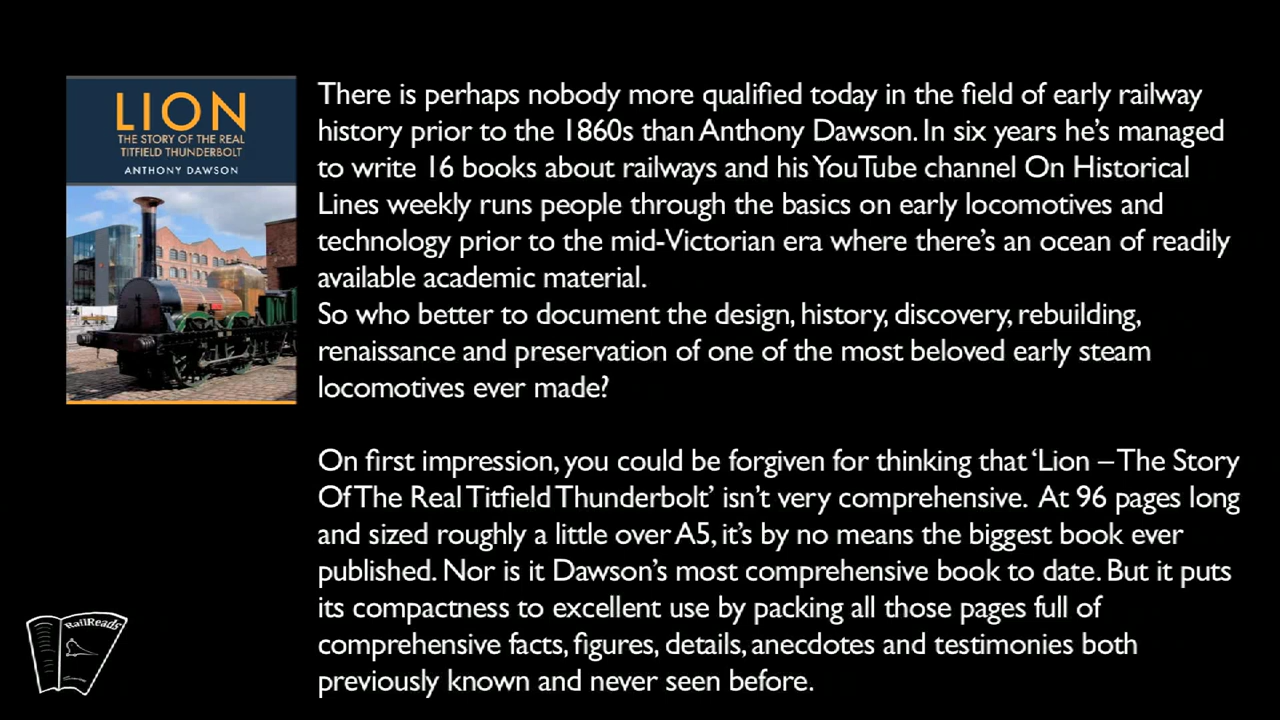 LION
THE STORY OF THE REAL
TITFIELD THUNDERBOLT
ANTHONY DAWSON
There is perhaps nobody more qualified today in the field of early railway
history prior to the 1860s than Anthony Dawson. In six years he's managed
to write 16 books about railways and his YouTube channel On Historical
Lines weekly runs people through the basics on early locomotives and
technology prior to the mid-Victorian era where there's an ocean of readily
available academic material.
So who better to document the design, history, discovery, rebuilding,
renaissance and preservation of one of the most beloved early steam
locomotives ever made?
On first impression, you could be forgiven for thinking that 'Lion – The Story
Of The Real Titfield Thunderbolt' isn't very comprehensive. At 96 pages long
and sized roughly a little over A5, it's by no means the biggest book ever
published. Nor is it Dawson's most comprehensive book to date. But it puts
its compactness to excellent use by packing all those pages full of
comprehensive facts, figures, details, anecdotes and testimonies both
previously known and never seen before.
RailReads